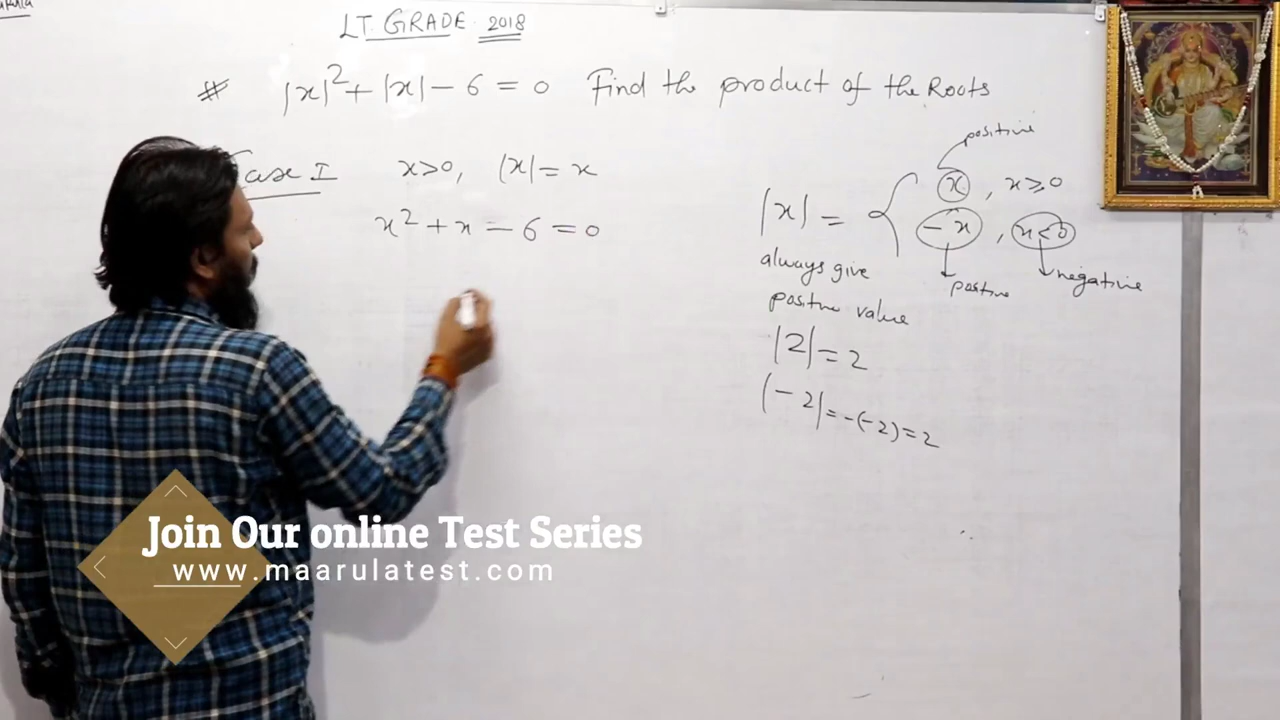 LT. GRADE 2018
# |x|² + |x| - 6 = 0 Find the product of the Roots
Case I x>0, |x| = x
x² + x - 6 = 0
positive
|x| = { x , x≥0
-x , x<0
always give
positive value
positive
negative
|2| = 2
|-2| = -(-2) = 2
Join Our online Test Series
www.maarulatest.com